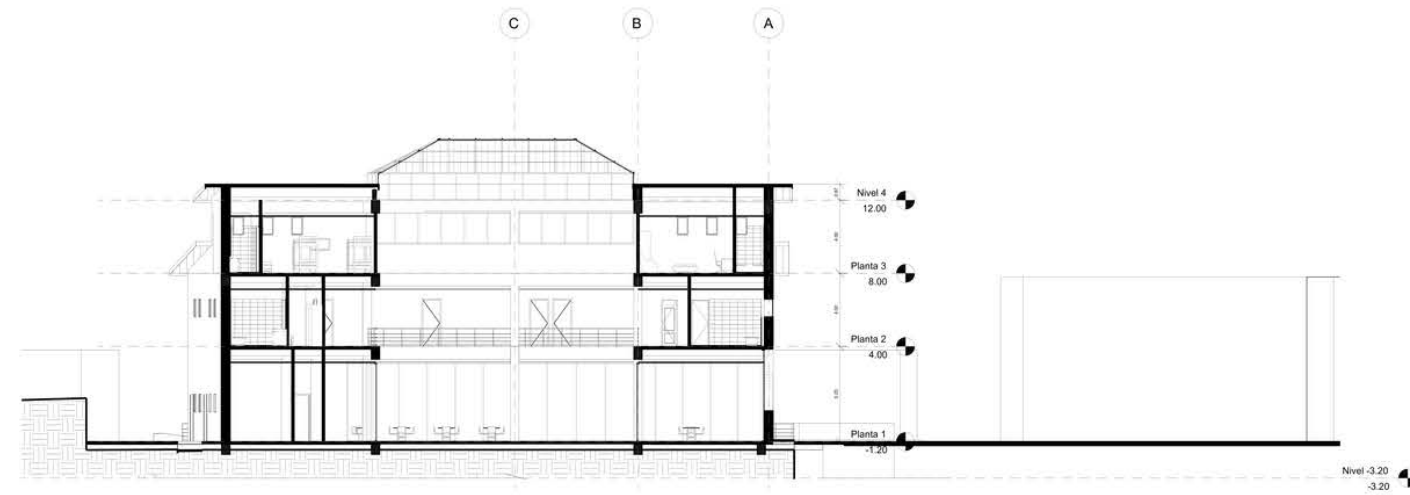 C
B
A
Nivel 4
12.00
Planta 3
8.00
Planta 2
4.00
Planta 1
-1.20
Nivel -3.20
-3.20